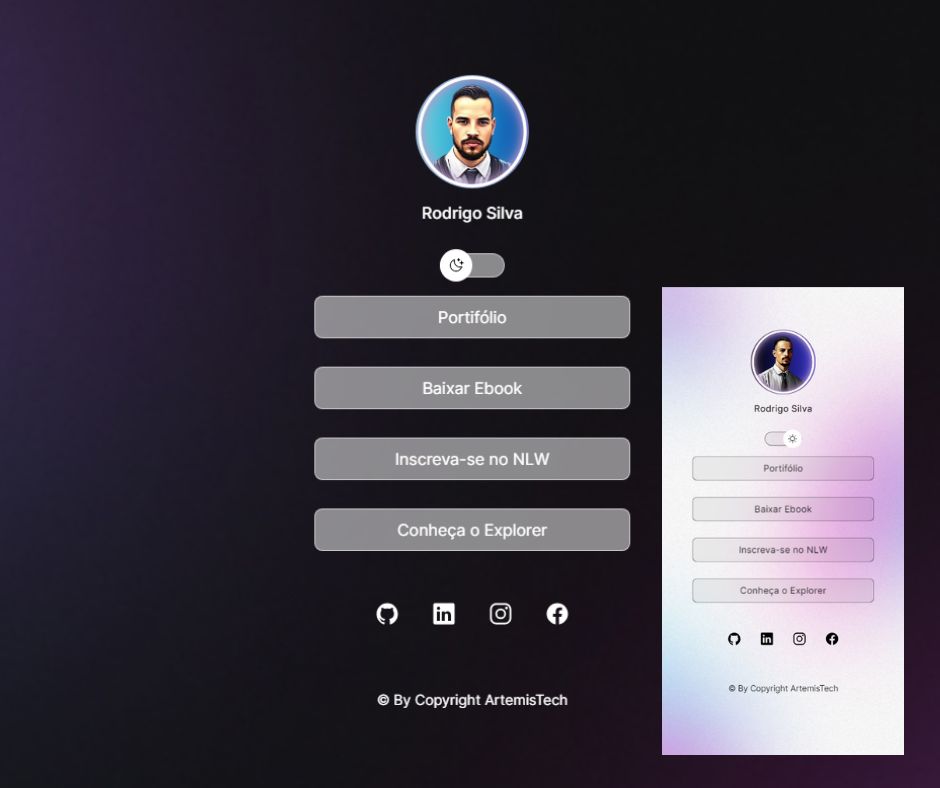 Rodrigo Silva
Portifólio
Baixar Ebook
Inscreva-se no NLW
Conheça o Explorer
© By Copyright ArtemisTech
Rodrigo Silva
Portifólio
Baixar Ebook
Inscreva-se no NLW
Conheça o Explorer
© By Copyright ArtemisTech